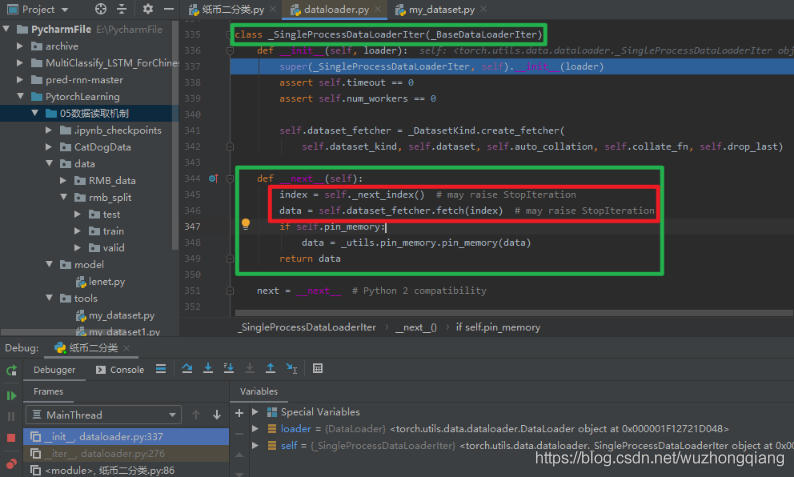 Project
纸币二分类.py
dataloader.py
my_dataset.py
PycharmFile
archive
MultiClassify_LSTM_ForChine
pred-rnn-master
PytorchLearning
05数据读取机制
.ipynb_checkpoints
CatDogData
data
RMB_data
rmb_split
test
train
valid
model
lenet.py
tools
my_dataset.py
my_dataset1.py
335 class _SingleProcessDataLoaderIter(_BaseDataLoaderIter):
336 def __init__(self, loader): self: <torch.utils.data.dataloader._SingleProcessDataLoaderIter obj
337 super(_SingleProcessDataLoaderIter, self).__init__(loader)
338 assert self.timeout == 0
339 assert self.num_workers == 0
340
341 self.dataset_fetcher = _DatasetKind.create_fetcher(
342 self.dataset_kind, self.dataset, self.auto_collation, self.collate_fn, self.drop_last)
343
344 def __next__(self):
345 index = self._next_index() # may raise StopIteration
346 data = self.dataset_fetcher.fetch(index) # may raise StopIteration
347 if self.pin_memory:
348 data = _utils.pin_memory.pin_memory(data)
349 return data
350
351 next = __next__ # Python 2 compatibility
352
_SingleProcessDataLoaderIter › __next__() › if self.pin_memory
Debug: 纸币二分类
Debugger Console
Frames
Variables
MainThread
__init__, dataloader.py:337
__iter__, dataloader.py:276
<module>, 纸币二分类.py:86
Special Variables
loader = {DataLoader} <torch.utils.data.dataloader.DataLoader object at 0x000001F12721D048>
self = {_SingleProcessDataLoaderIter} <torch.utils.data.dataloader._SingleProcessDataLoaderIter object at 0x00
https://blog.csdn.net/wuzhongqiang